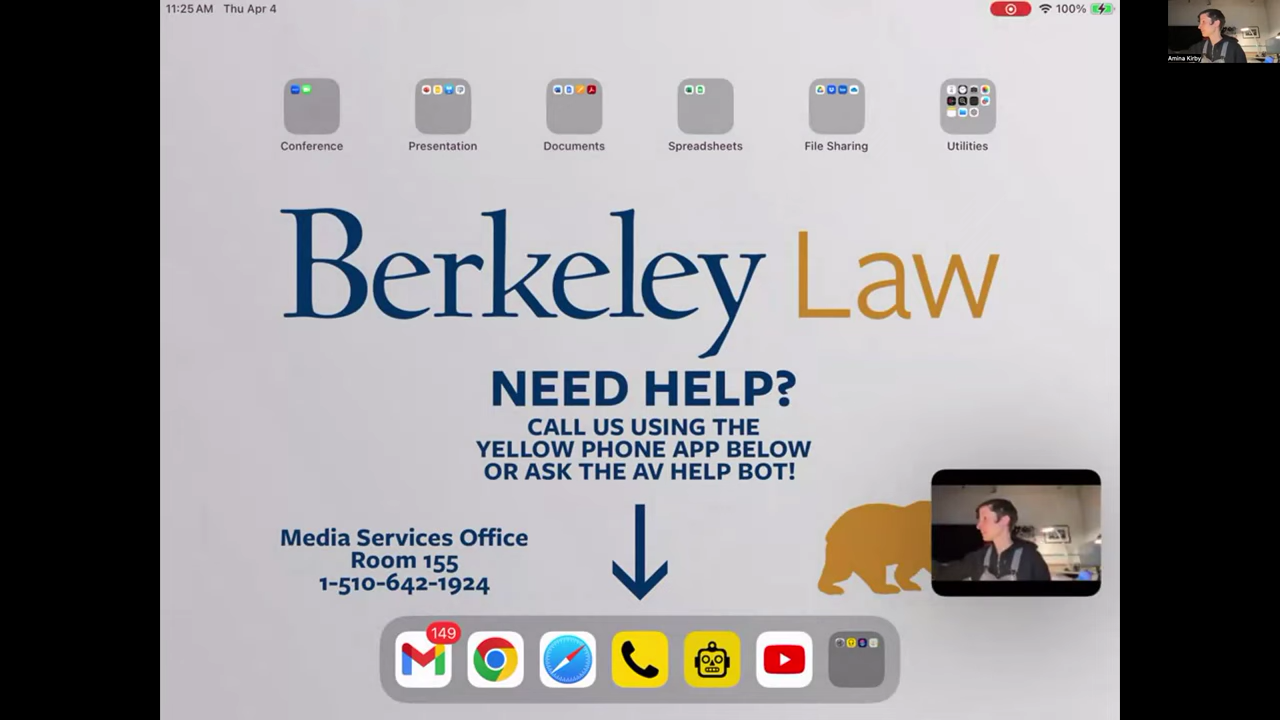 11:25 AM Thu Apr 4
100%
Amina Kirby
Conference
Presentation
Documents
Spreadsheets
File Sharing
Utilities
Berkeley Law
NEED HELP?
CALL US USING THE
YELLOW PHONE APP BELOW
OR ASK THE AV HELP BOT!
Media Services Office
Room 155
1-510-642-1924
149